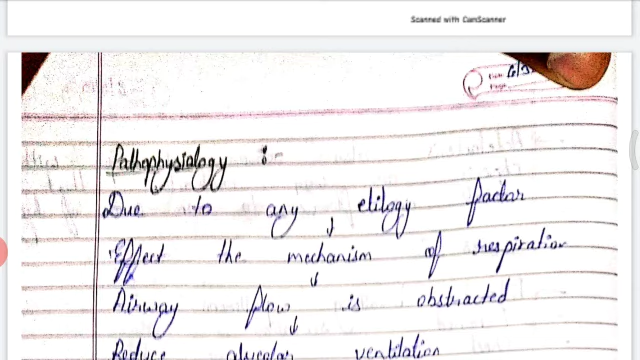 Scanned with CamScanner
Pathophysiology :-
Due to any etilogy factor
↓
Effect the mechanism of respiration
↓
Airway flow is obstracted
↓
Reduce alveolar ventilation